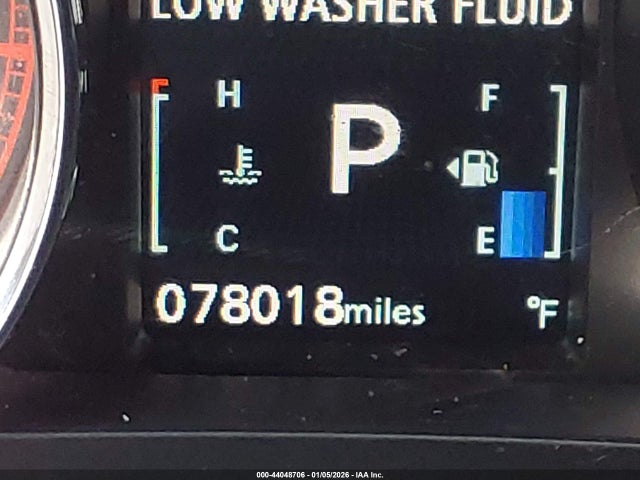 LOW WASHER FLUID
H F
P
C E
078018miles °F
000-44048706 - 01/05/2026 - IAA Inc.